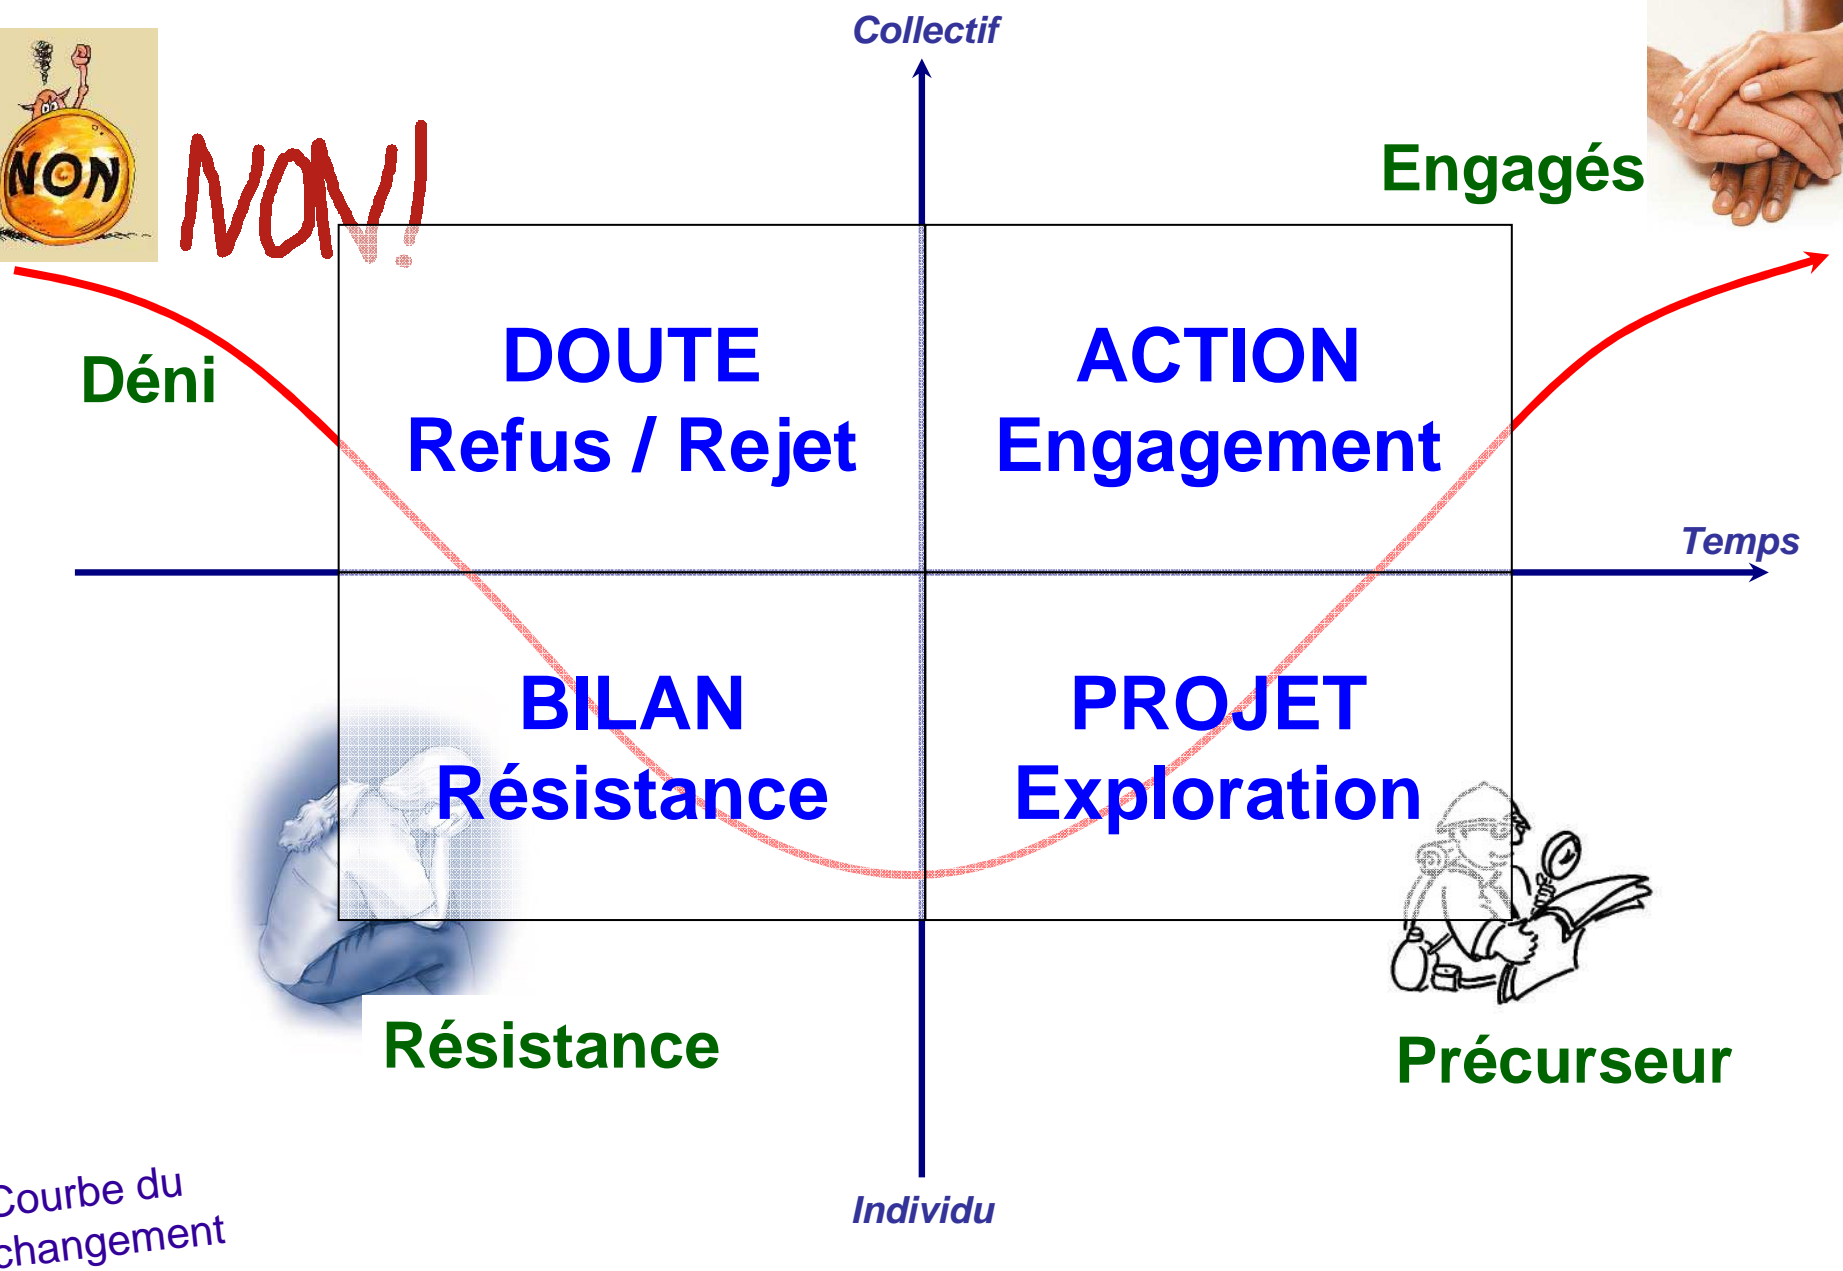 Collectif
NON
NON!
Engagés
Déni
DOUTE
Refus / Rejet
ACTION
Engagement
Temps
BILAN
Résistance
PROJET
Exploration
Résistance
Précurseur
Individu
Courbe du
changement